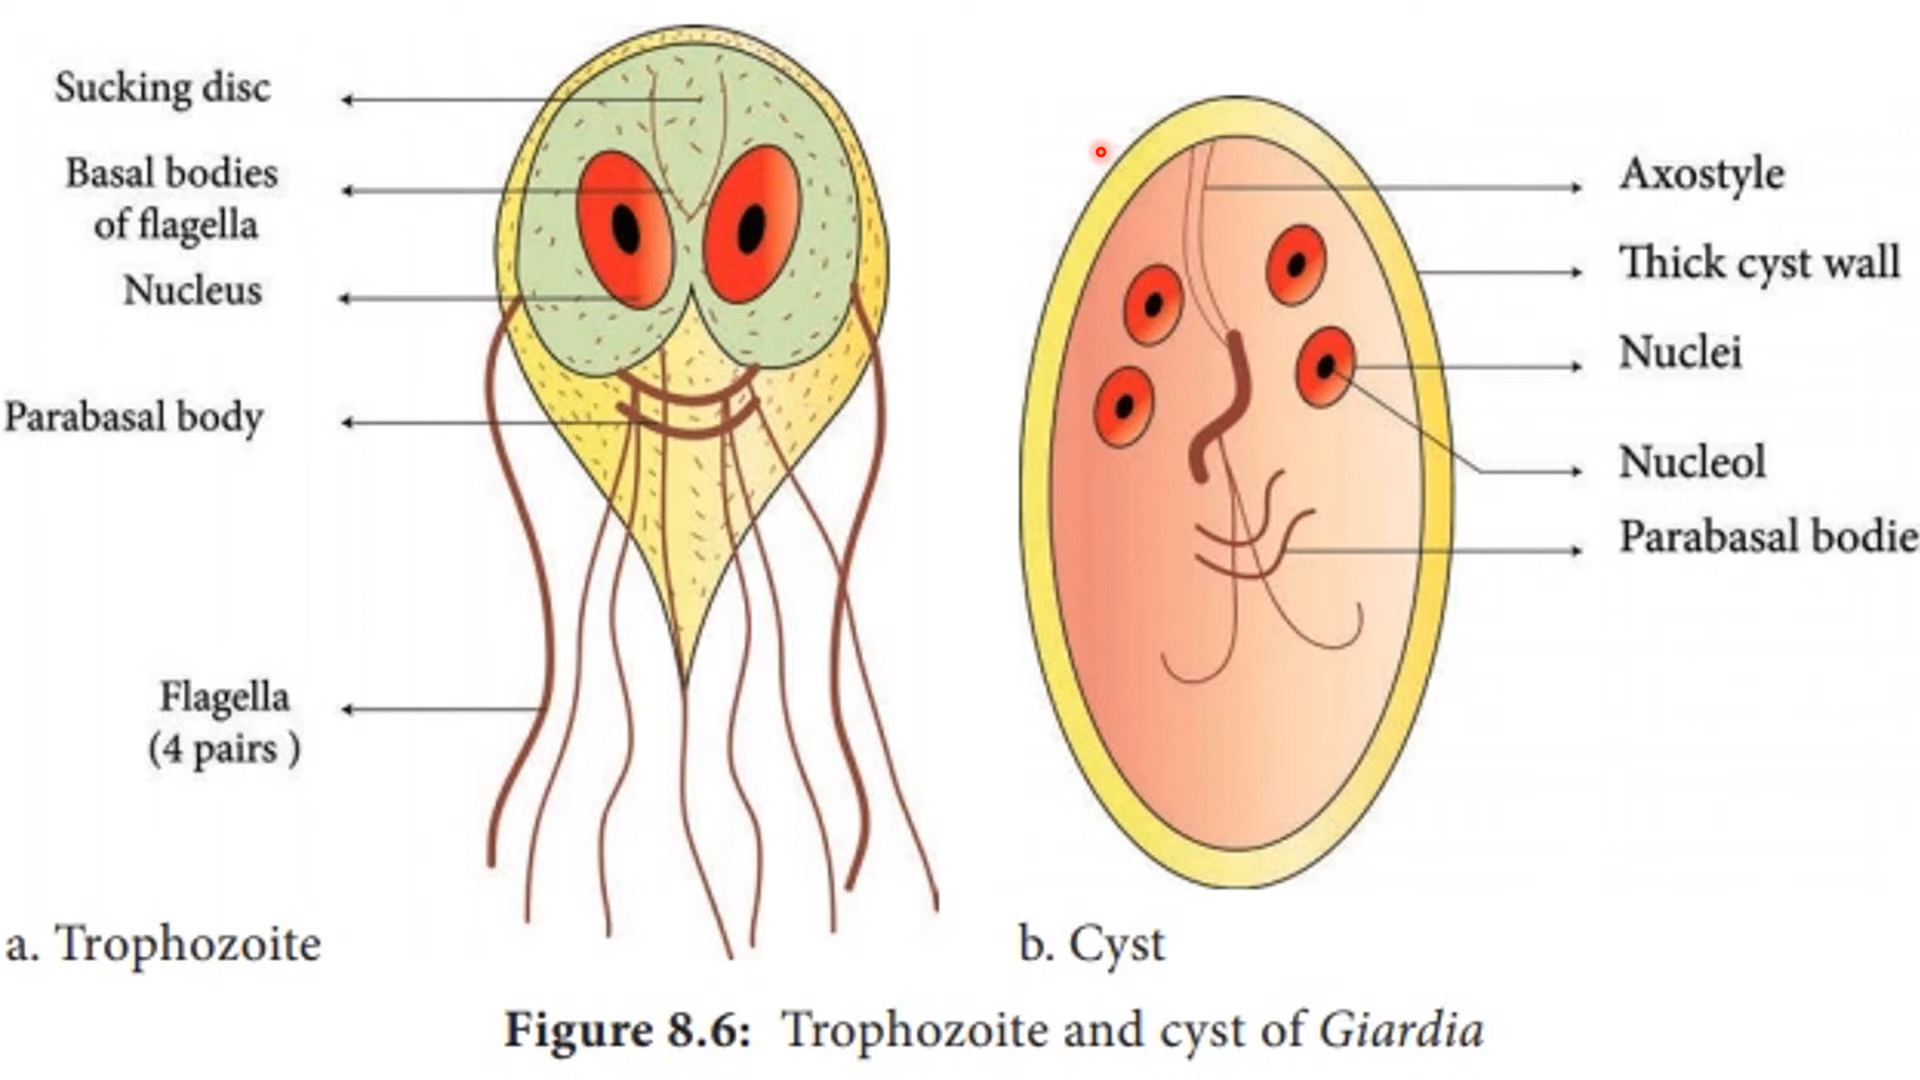 Sucking disc
Basal bodies
of flagella
Nucleus
Parabasal body
Flagella
(4 pairs )
a. Trophozoite
Axostyle
Thick cyst wall
Nuclei
Nucleol
Parabasal bodie
b. Cyst
Figure 8.6: Trophozoite and cyst of Giardia